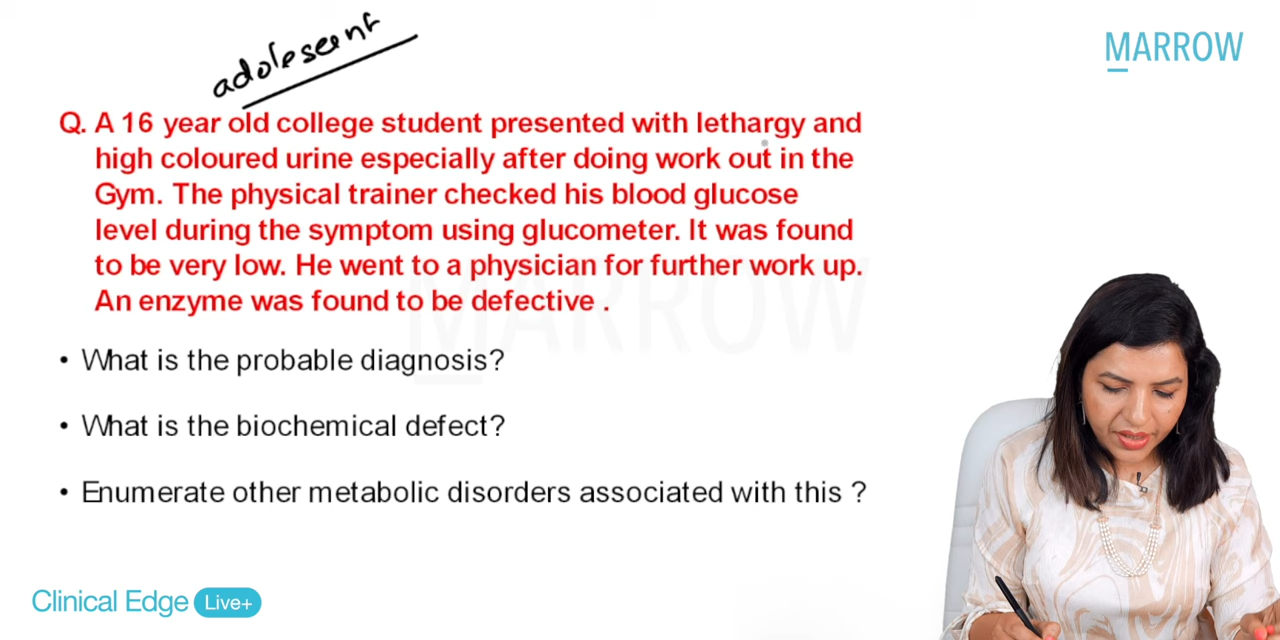 adolescent
MARROW
Q. A 16 year old college student presented with lethargy and
high coloured urine especially after doing work out in the
Gym. The physical trainer checked his blood glucose
level during the symptom using glucometer. It was found
to be very low. He went to a physician for further work up.
An enzyme was found to be defective .
MARROW
• What is the probable diagnosis?
• What is the biochemical defect?
• Enumerate other metabolic disorders associated with this ?
Clinical Edge Live+